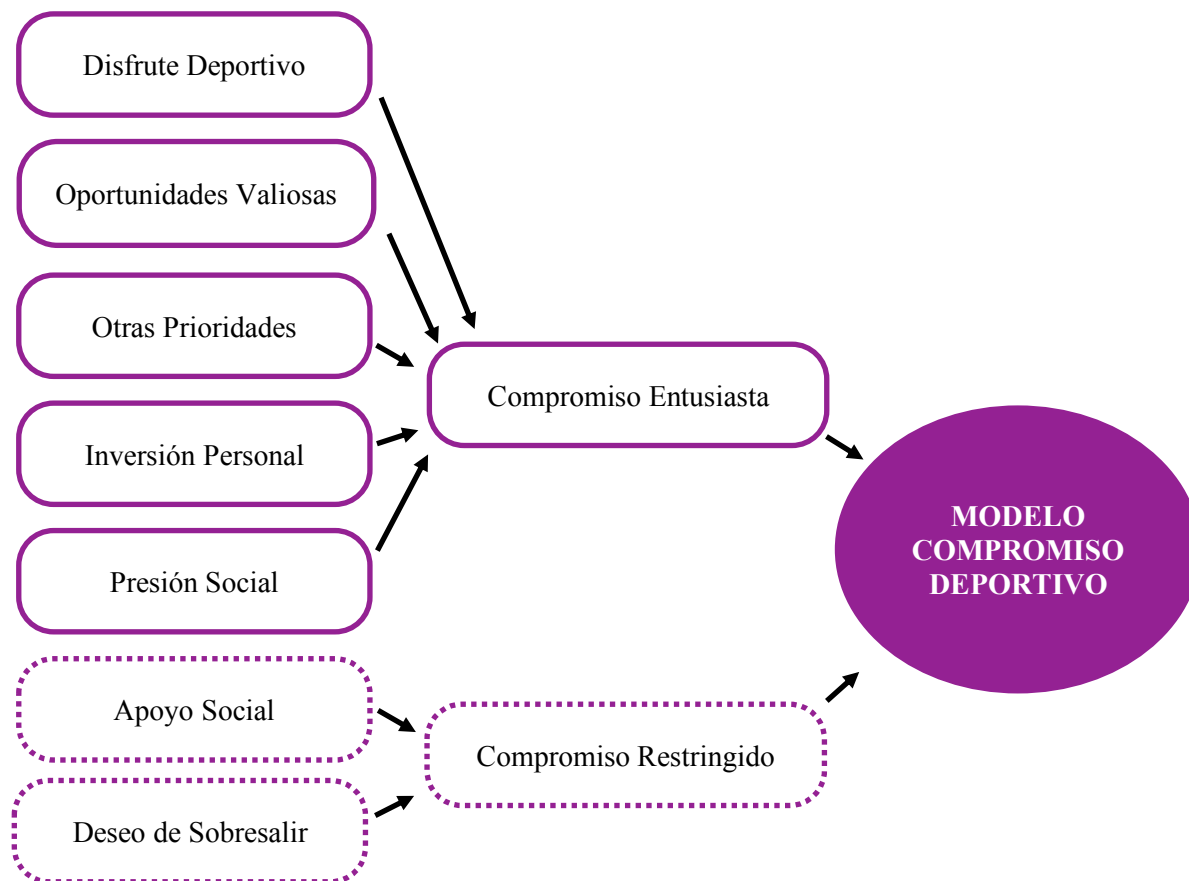 Disfrute Deportivo
Oportunidades Valiosas
Otras Prioridades
Inversión Personal
Presión Social
Apoyo Social
Deseo de Sobresalir
Compromiso Entusiasta
Compromiso Restringido
MODELO
COMPROMISO
DEPORTIVO